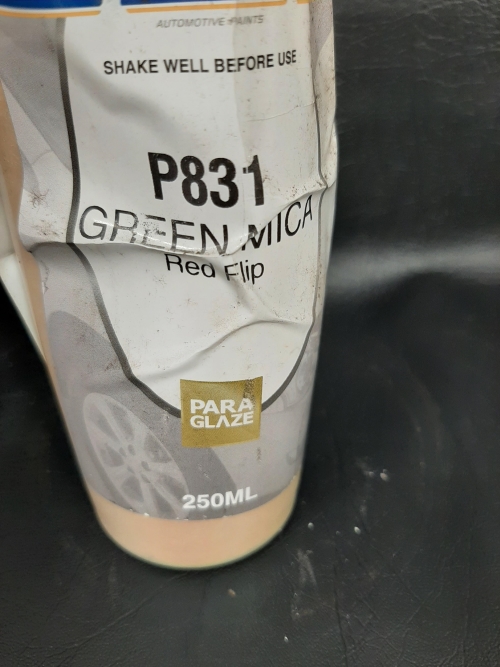 AUTOMOTIVE PAINTS
SHAKE WELL BEFORE USE
P831
GREEN MICA
Red Flip
PARA
GLAZE
250ML